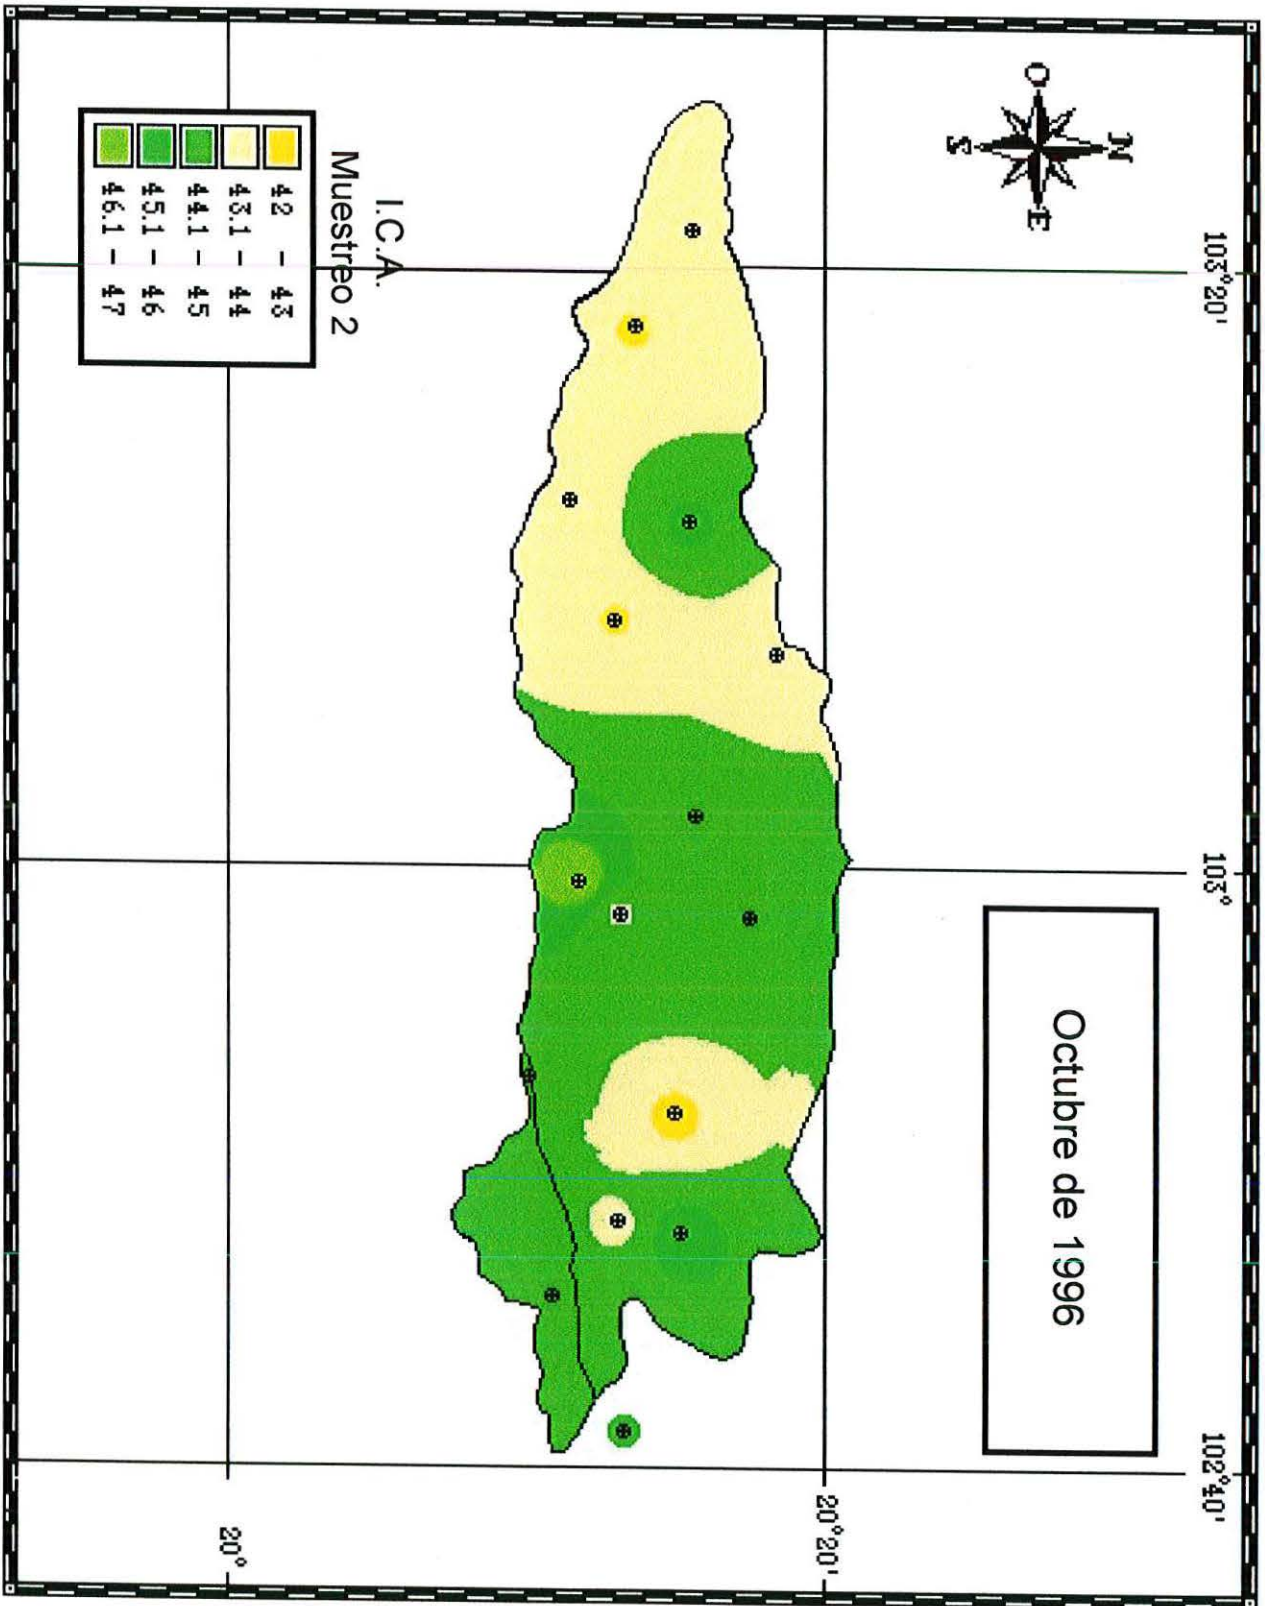 103°20'
103°
102°40'
N
O
E
S
Octubre de 1996
20°20'
20°
I.C.A.
Muestreo 2
42 - 43
43.1 - 44
44.1 - 45
45.1 - 46
46.1 - 47